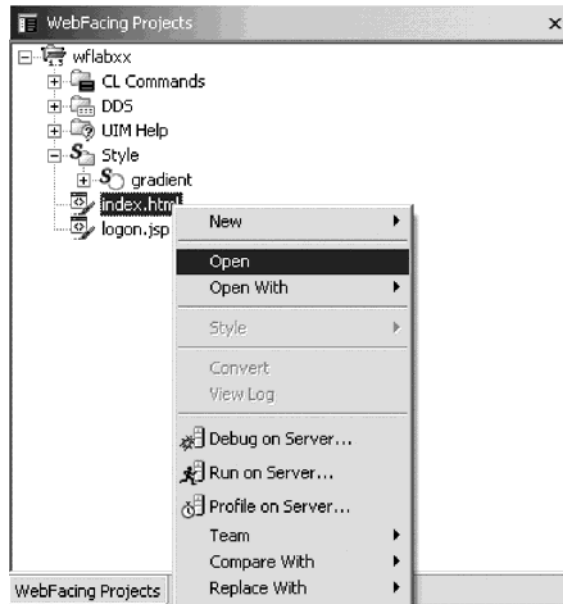 WebFacing Projects
wflabxx
CL Commands
DDS
UIM Help
Style
gradient
index.html
logon.jsp
New
Open
Open With
Style
Convert
View Log
Debug on Server...
Run on Server...
Profile on Server...
Team
Compare With
Replace With
WebFacing Projects